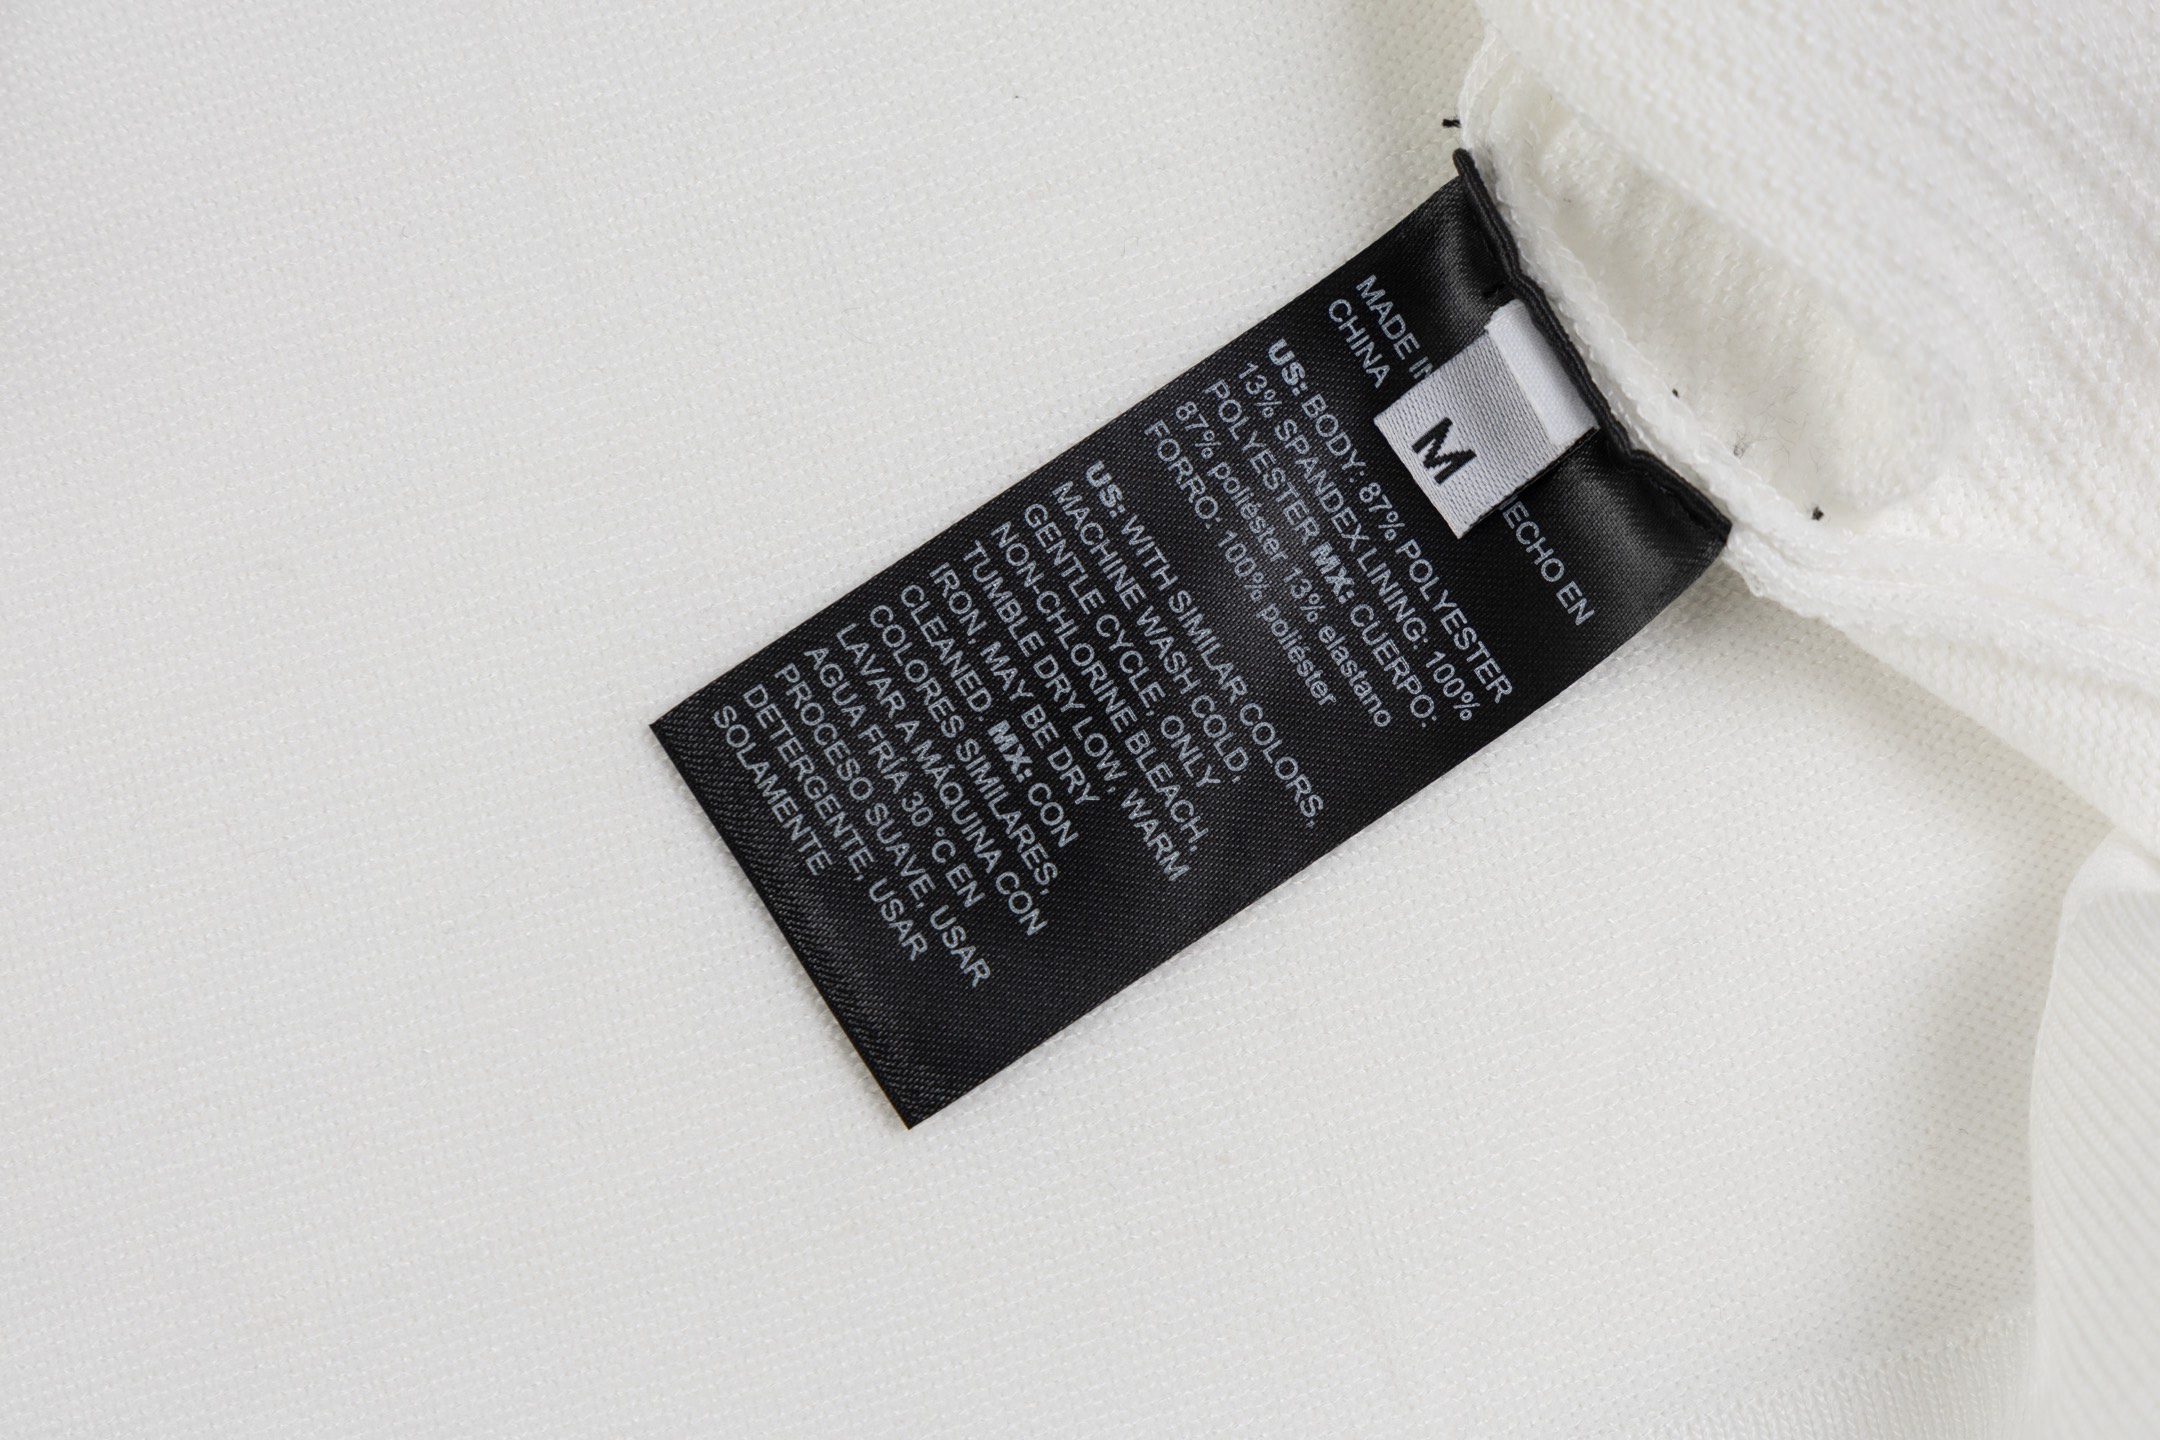 MADE IN
ECHO EN
CHINA
M
US: BODY: 87% POLYESTER
13% SPANDEX LINING: 100%
POLYESTER MX: CUERPO:
87% poliéster 13% elastano
FORRO: 100% poliéster
US: WITH SIMILAR COLORS,
MACHINE WASH COLD,
GENTLE CYCLE, ONLY
NON-CHLORINE BLEACH,
TUMBLE DRY LOW, WARM
IRON, MAY BE DRY
CLEANED. MX: CON
COLORES SIMILARES,
LAVAR A MÁQUINA CON
AGUA FRÍA 30 °C EN
PROCESO SUAVE, USAR
DETERGENTE, USAR
SOLAMENTE